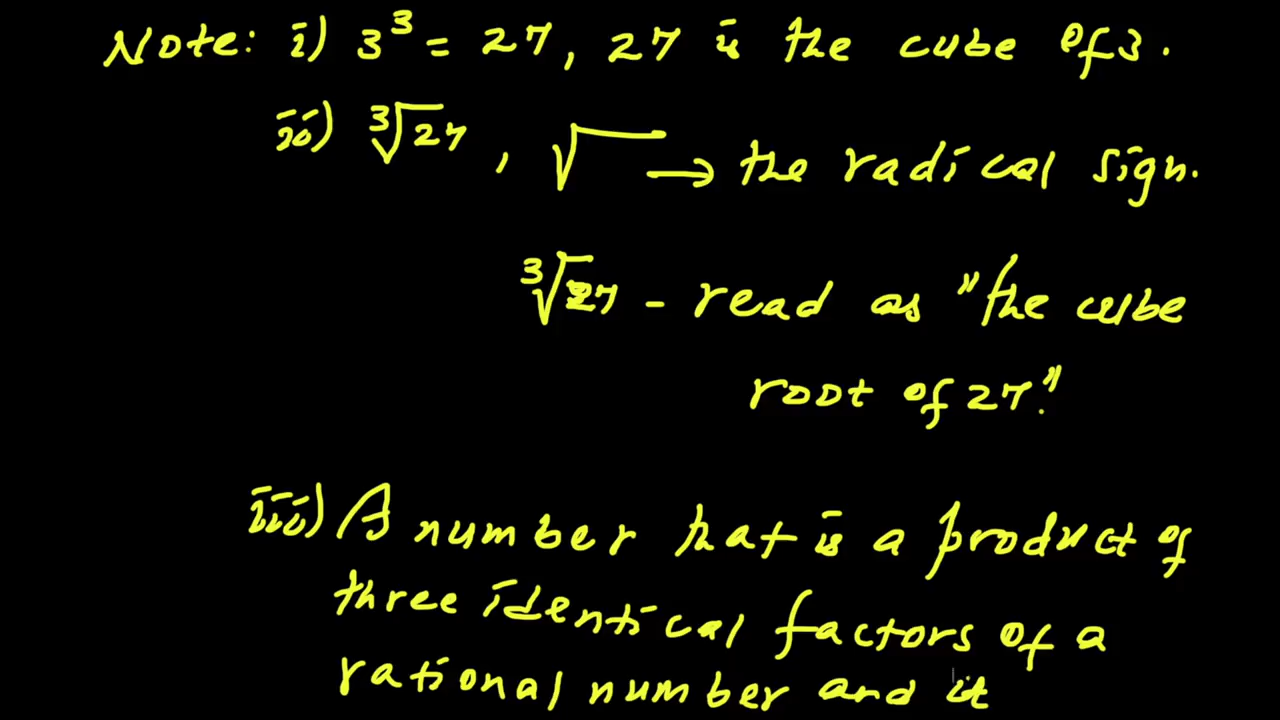 Note: i) 3³ = 27, 27 is the cube of 3.
ii) ∛27, √ → the radical sign.
∛27 - read as "the cube
root of 27."
iii) A number that is a product of
three identical factors of a
rational number and it